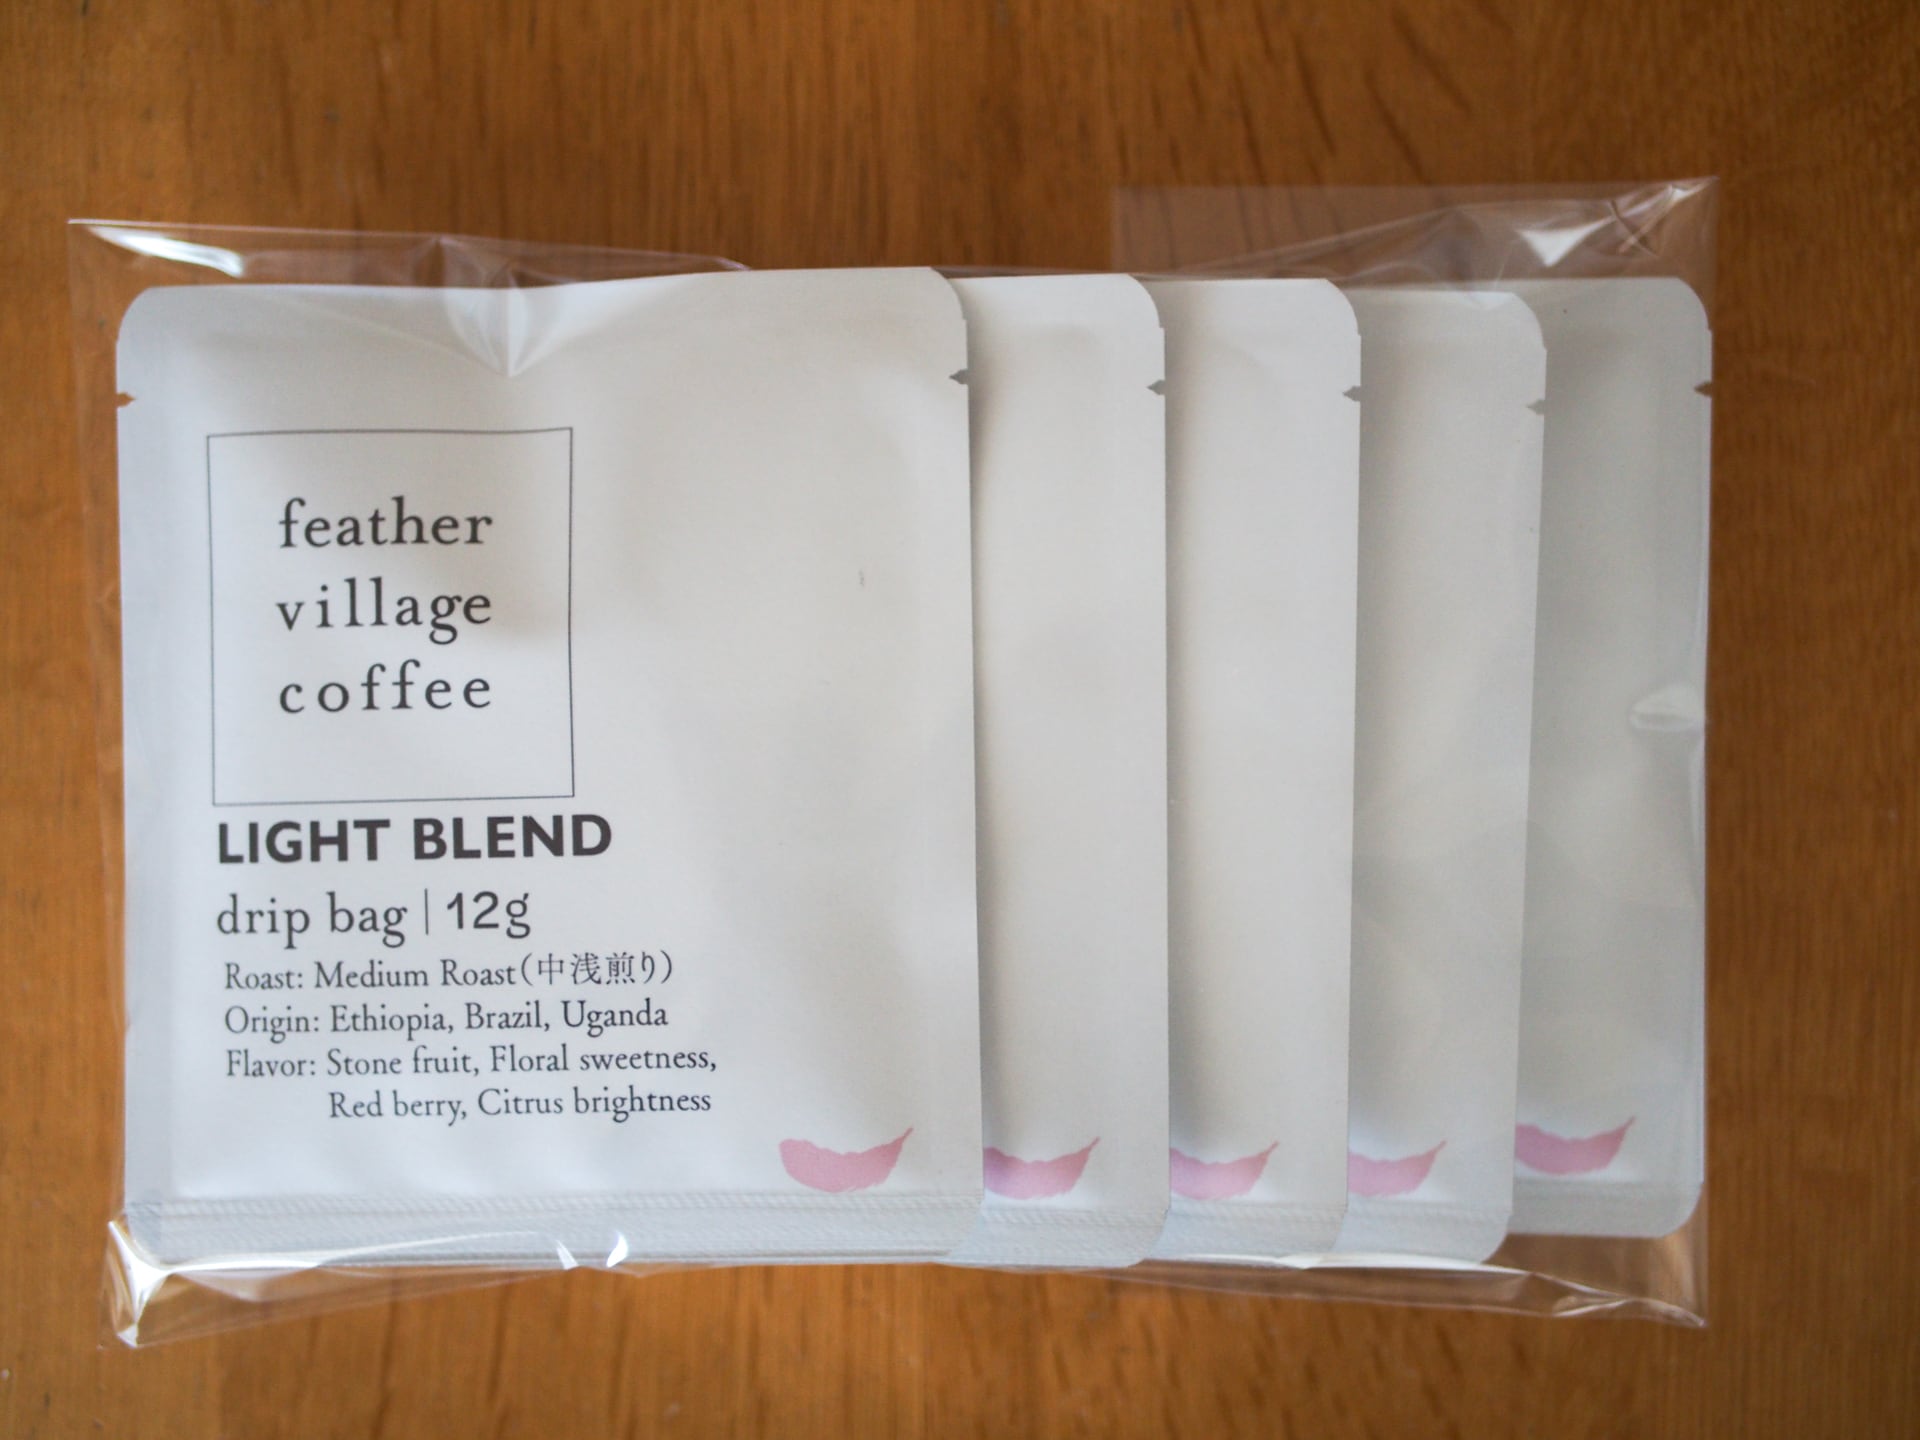 feather
village
coffee
LIGHT BLEND
drip bag | 12g
Roast: Medium Roast(中浅煎り)
Origin: Ethiopia, Brazil, Uganda
Flavor: Stone fruit, Floral sweetness,
Red berry, Citrus brightness